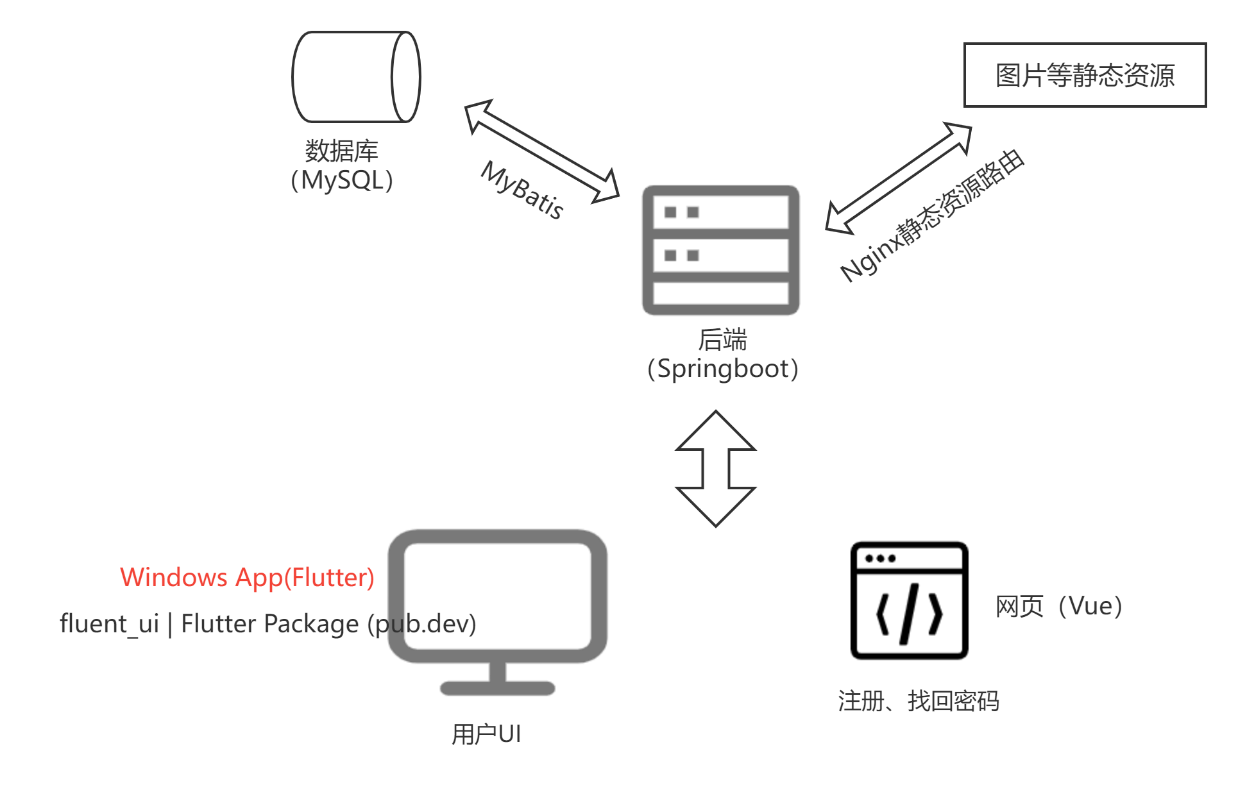 图片等静态资源
数据库
（MySQL）
MyBatis
Nginx静态资源路由
后端
（Springboot）
Windows App(Flutter)
fluent_ui | Flutter Package (pub.dev)
网页（Vue）
注册、找回密码
用户UI